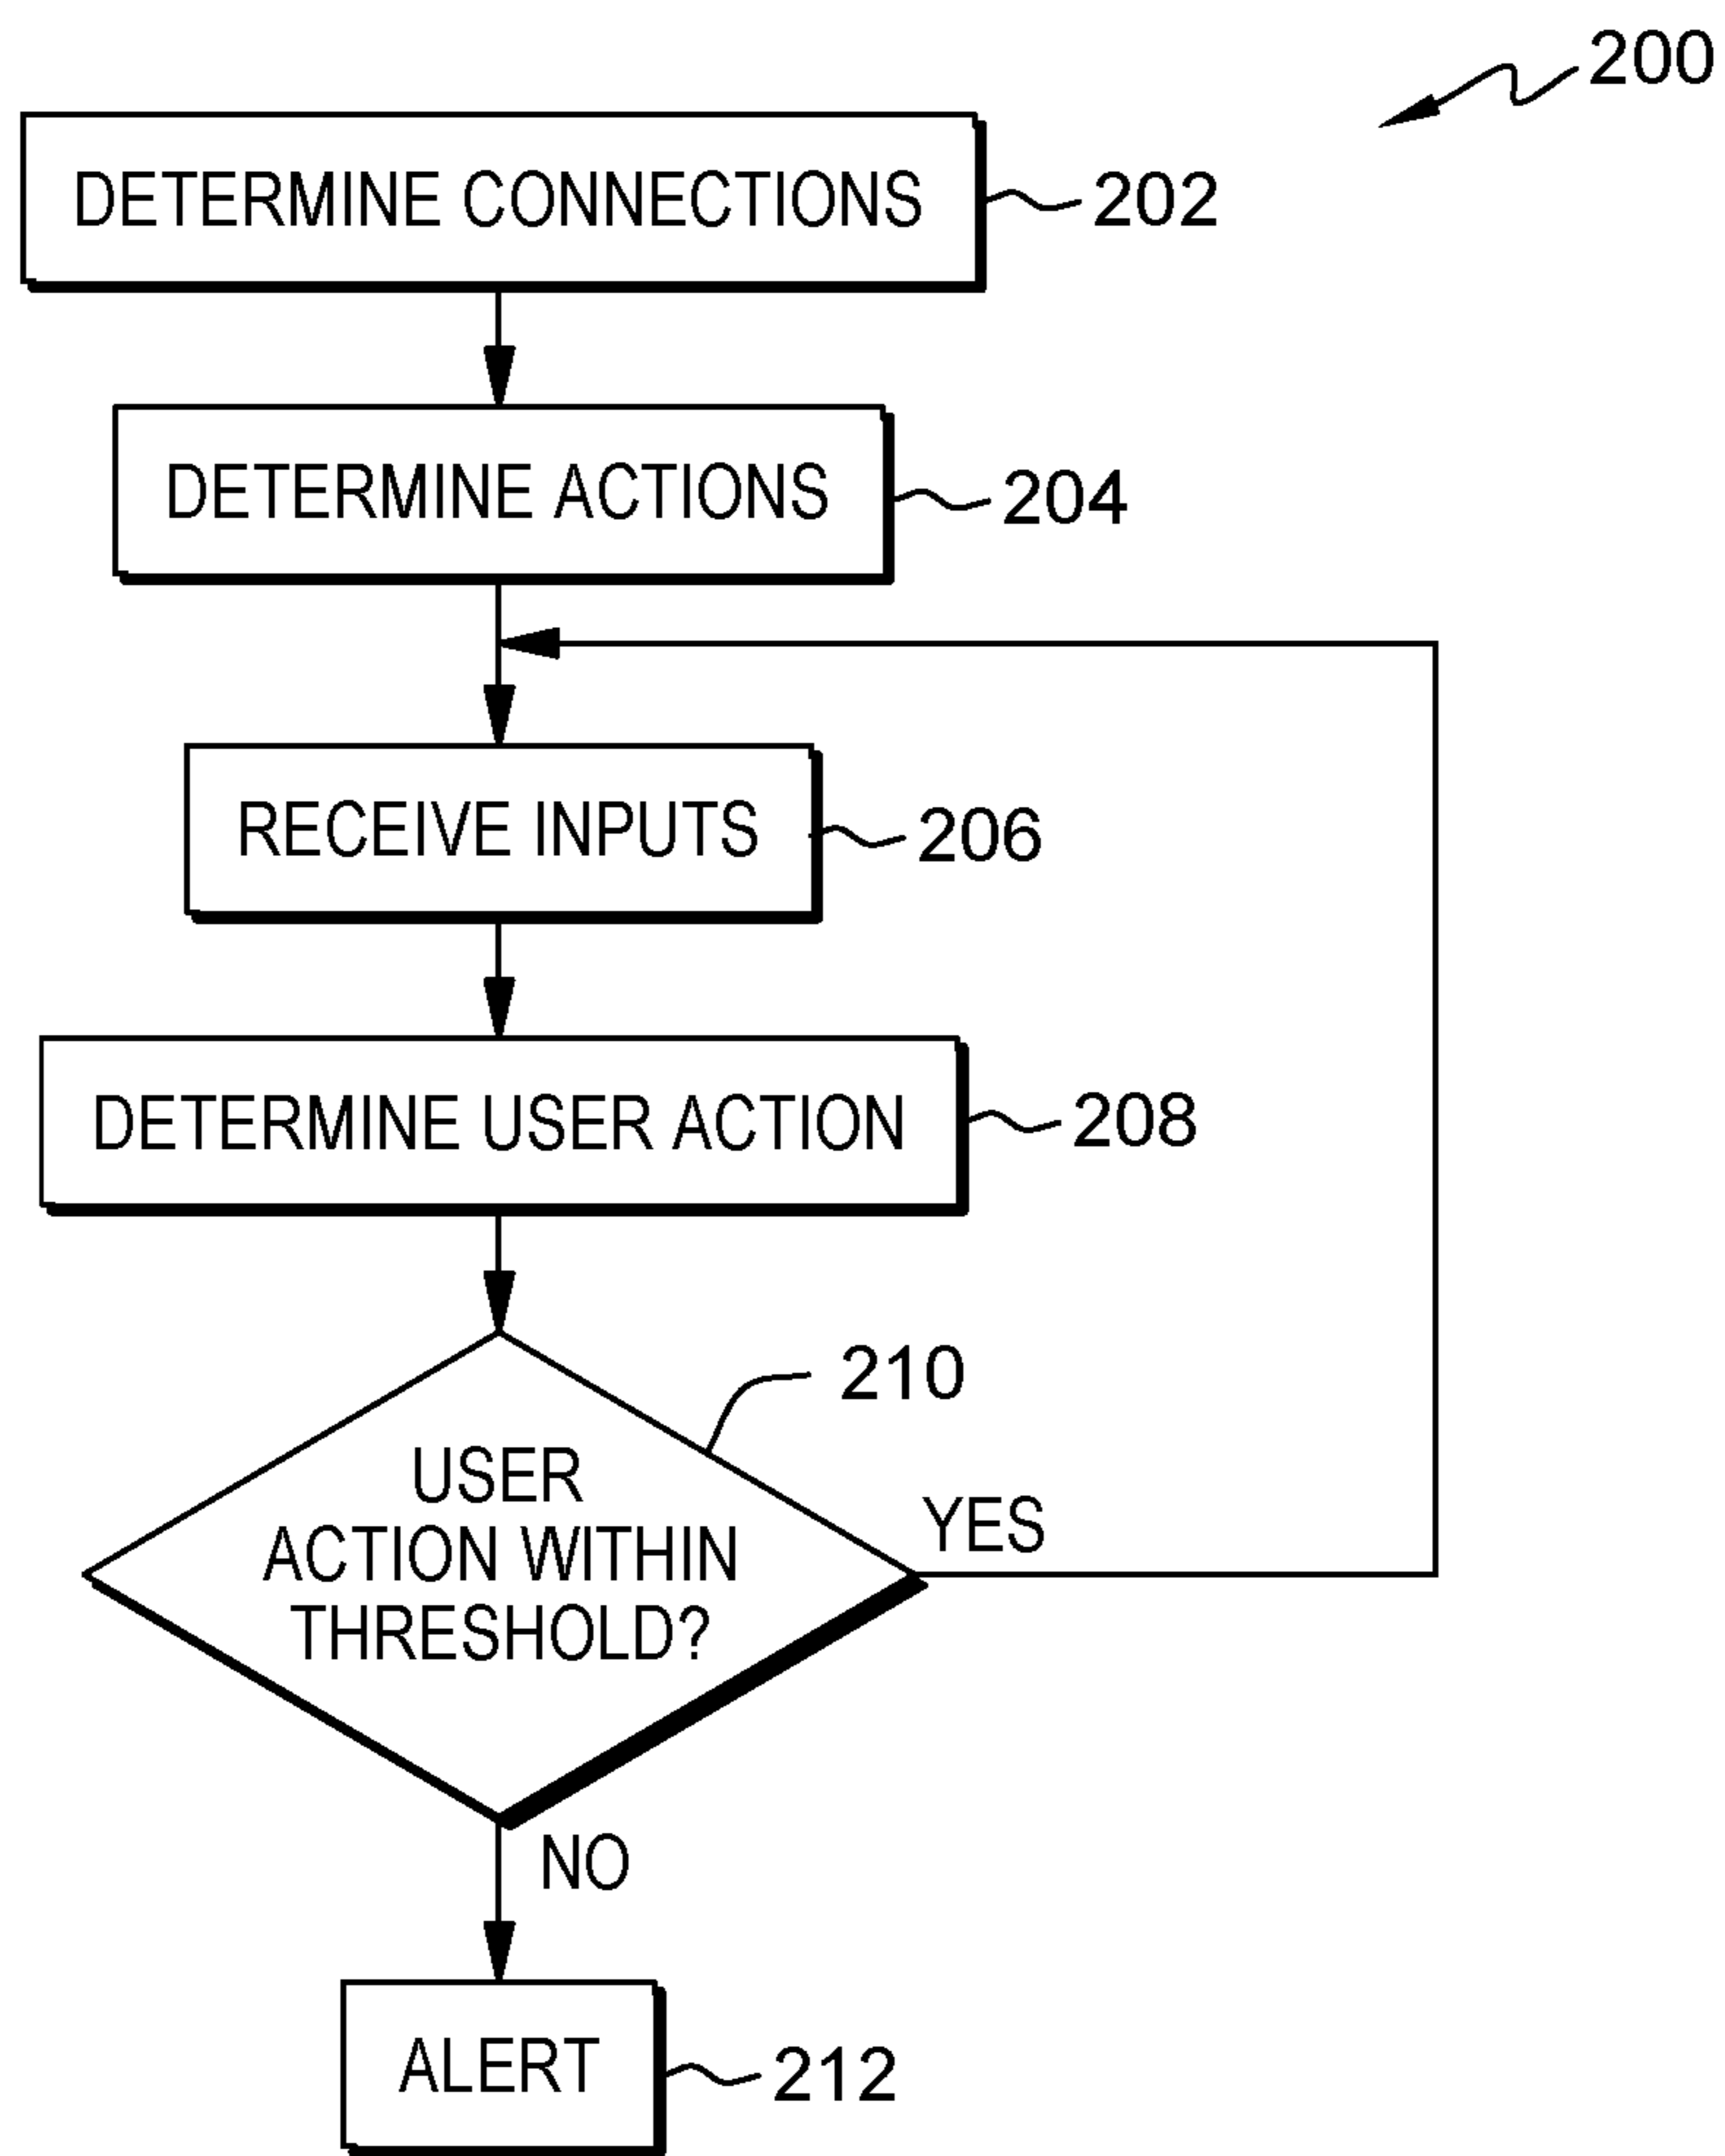 200
DETERMINE CONNECTIONS
202
DETERMINE ACTIONS
204
RECEIVE INPUTS
206
DETERMINE USER ACTION
208
210
USER
ACTION WITHIN
THRESHOLD?
YES
NO
ALERT
212